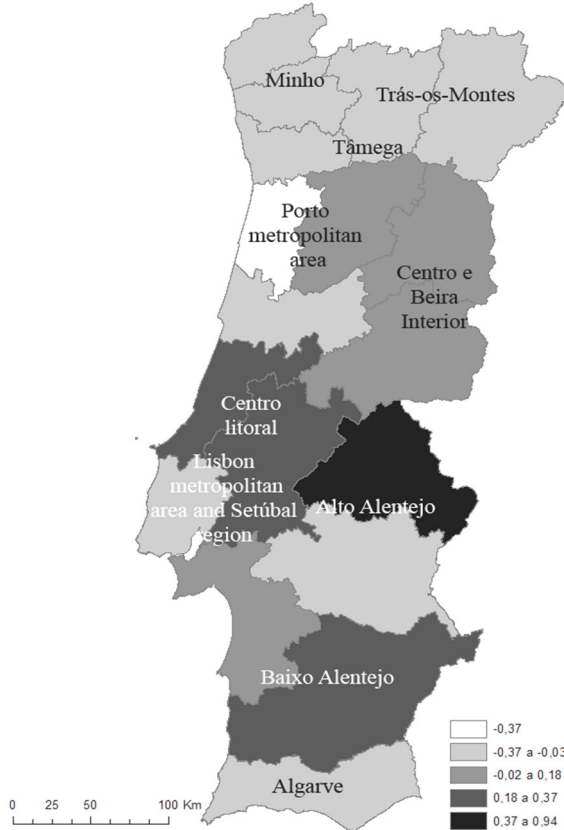 Minho
Trás-os-Montes
Tâmega
Porto
metropolitan
area
Centro e
Beira
Interior
Centro
litoral
Lisbon
metropolitan
area and Setúbal
region
Alto Alentejo
Baixo Alentejo
Algarve
-0,37
-0,37 a -0,03
-0,02 a 0,18
0,18 a 0,37
0,37 a 0,94
0 25 50 100 Km